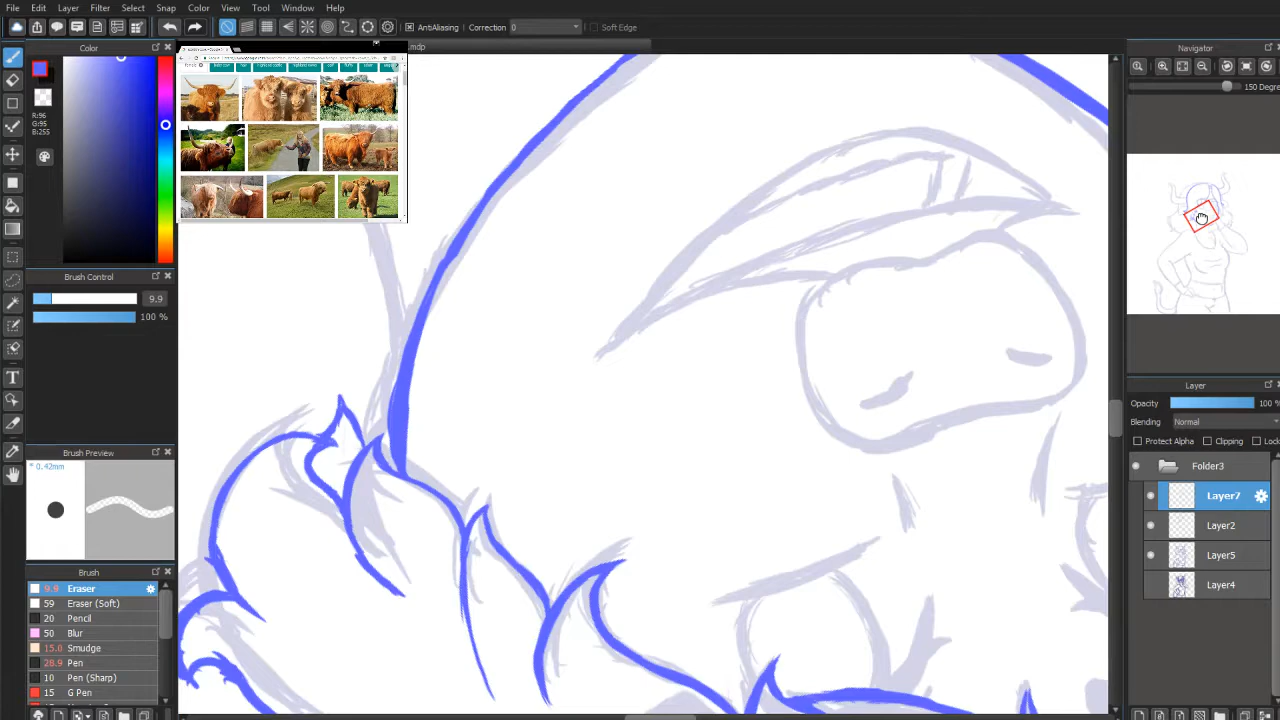 File Edit Layer Filter Select Snap Color View Tool Window Help
AntiAliasing Correction 0 Soft Edge
.mdp
Color
R:96
G:95
B:255
Brush Control
9.9
100 %
Brush Preview
* 0.42mm
Brush
9.9 Eraser
59 Eraser (Soft)
20 Pencil
50 Blur
15.0 Smudge
28.9 Pen
10 Pen (Sharp)
15 G Pen
Navigator
150 Degree
Layer
Opacity 100 %
Blending Normal
Protect Alpha Clipping Lock
Folder3
Layer7
Layer2
Layer5
Layer4